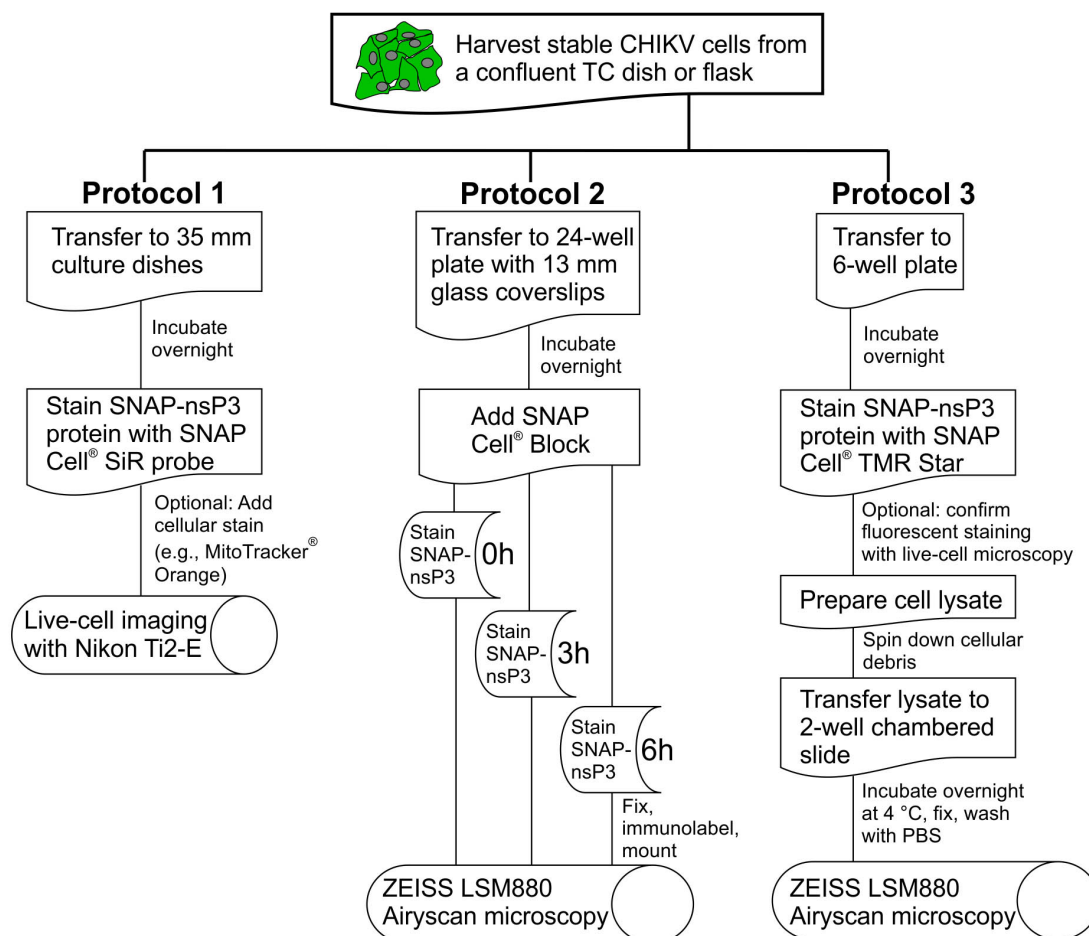 Harvest stable CHIKV cells from
a confluent TC dish or flask
Protocol 1
Transfer to 35 mm
culture dishes
Incubate
overnight
Stain SNAP-nsP3
protein with SNAP
Cell® SiR probe
Optional: Add
cellular stain
(e.g., MitoTracker®
Orange)
Live-cell imaging
with Nikon Ti2-E
Protocol 2
Transfer to 24-well
plate with 13 mm
glass coverslips
Incubate
overnight
Add SNAP
Cell® Block
Stain
SNAP-
nsP3
0h
Stain
SNAP-
nsP3
3h
Stain
SNAP-
nsP3
6h
Fix,
immunolabel,
mount
ZEISS LSM880
Airyscan microscopy
Protocol 3
Transfer to
6-well plate
Incubate
overnight
Stain SNAP-nsP3
protein with SNAP
Cell® TMR Star
Optional: confirm
fluorescent staining
with live-cell microscopy
Prepare cell lysate
Spin down cellular
debris
Transfer lysate to
2-well chambered
slide
Incubate overnight
at 4 °C, fix, wash
with PBS
ZEISS LSM880
Airyscan microscopy